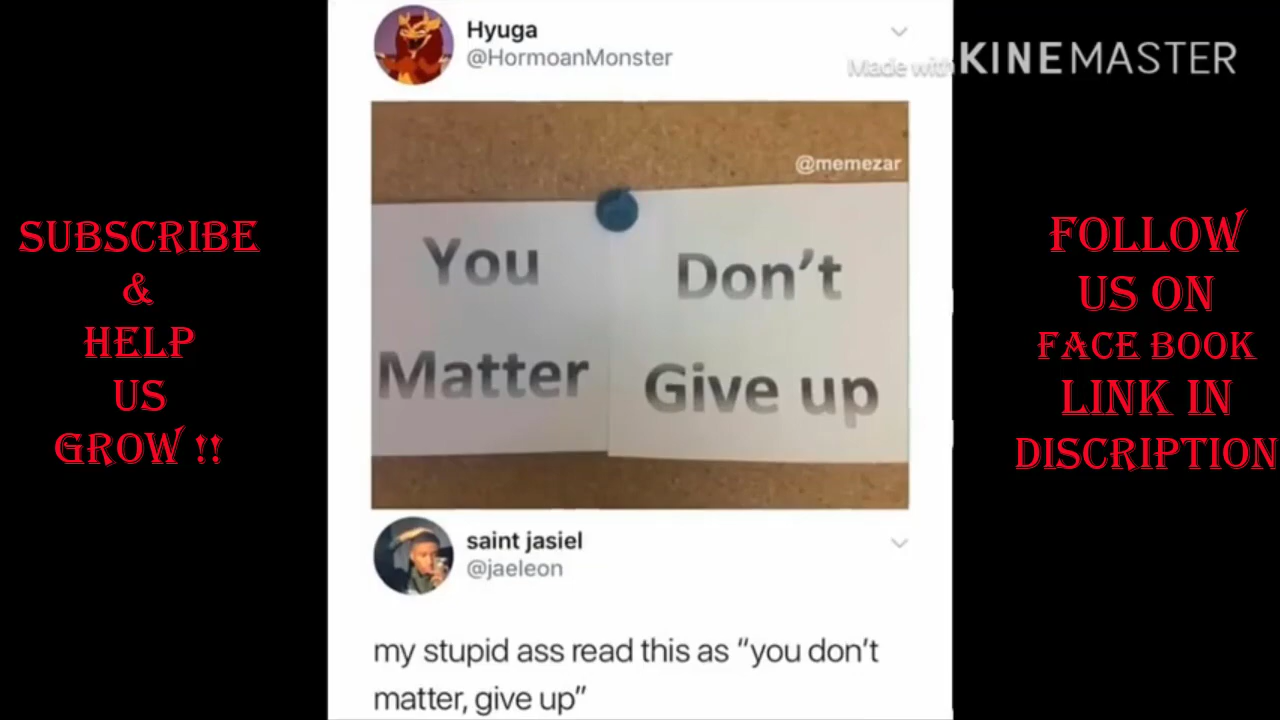 Hyuga
@HormoanMonster
Made with KINEMASTER
@memezar
You
Matter
Don't
Give up
SUBSCRIBE
&
HELP
US
GROW !!
FOLLOW
US ON
FACE BOOK
LINK IN
DISCRIPTION
saint jasiel
@jaeleon
my stupid ass read this as "you don't
matter, give up"